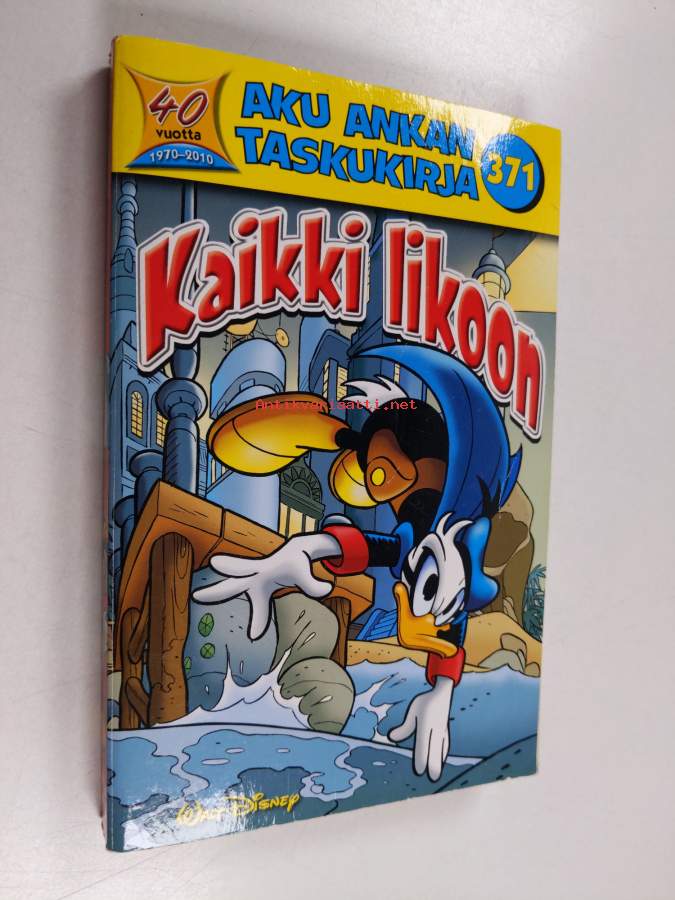 40
vuotta
1970-2010
AKU ANKAN
TASKUKIRJA
371
Kaikki likoon
Antikvariaatti.net
WALT DISNEY